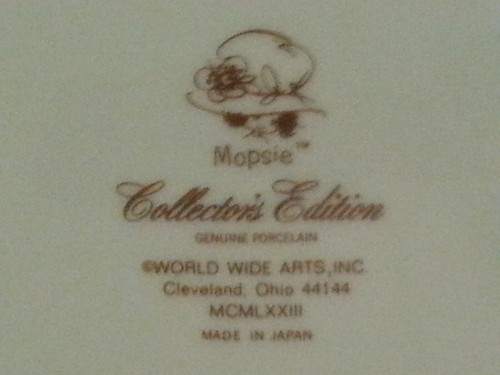 Mopsie™
Collector's Edition
GENUINE PORCELAIN
©WORLD WIDE ARTS, INC.
Cleveland, Ohio 44144
MCMLXXIII
MADE IN JAPAN